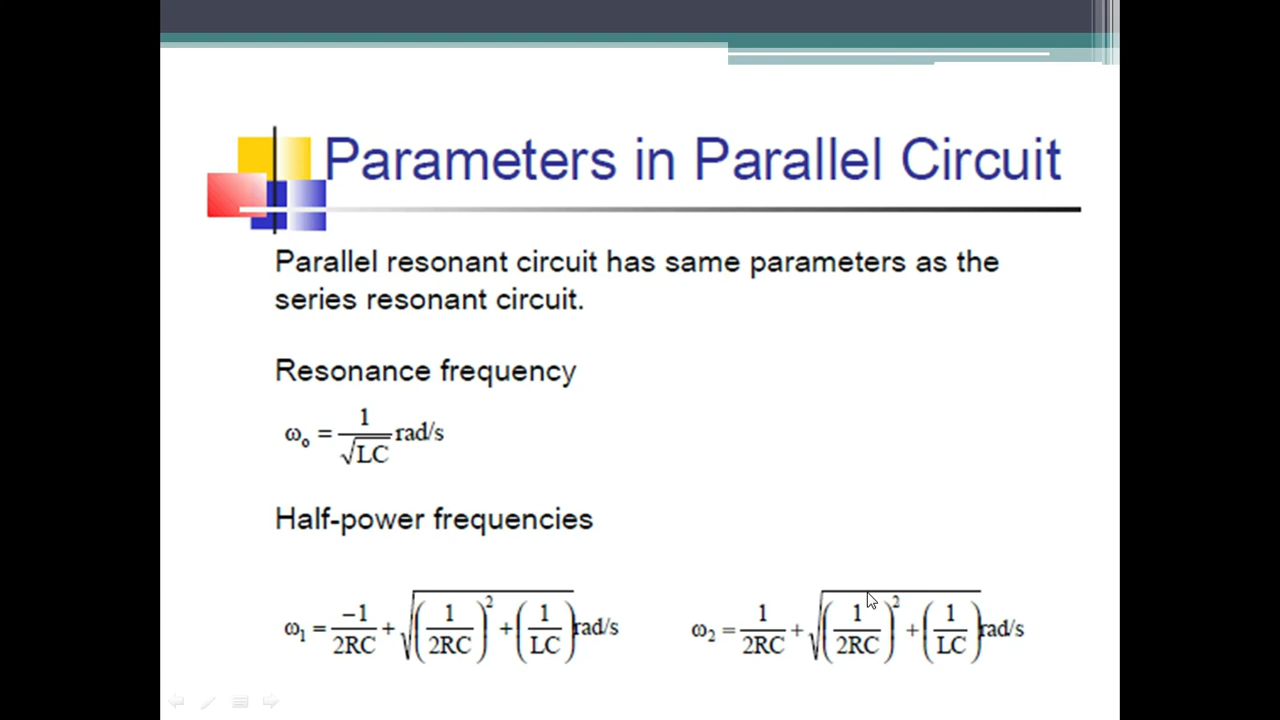 Parameters in Parallel Circuit
Parallel resonant circuit has same parameters as the
series resonant circuit.
Resonance frequency
ω₀ = 1/√LC rad/s
Half-power frequencies
ω₁ = −1/2RC + √(1/2RC)² + (1/LC) rad/s
ω₂ = 1/2RC + √(1/2RC)² + (1/LC) rad/s